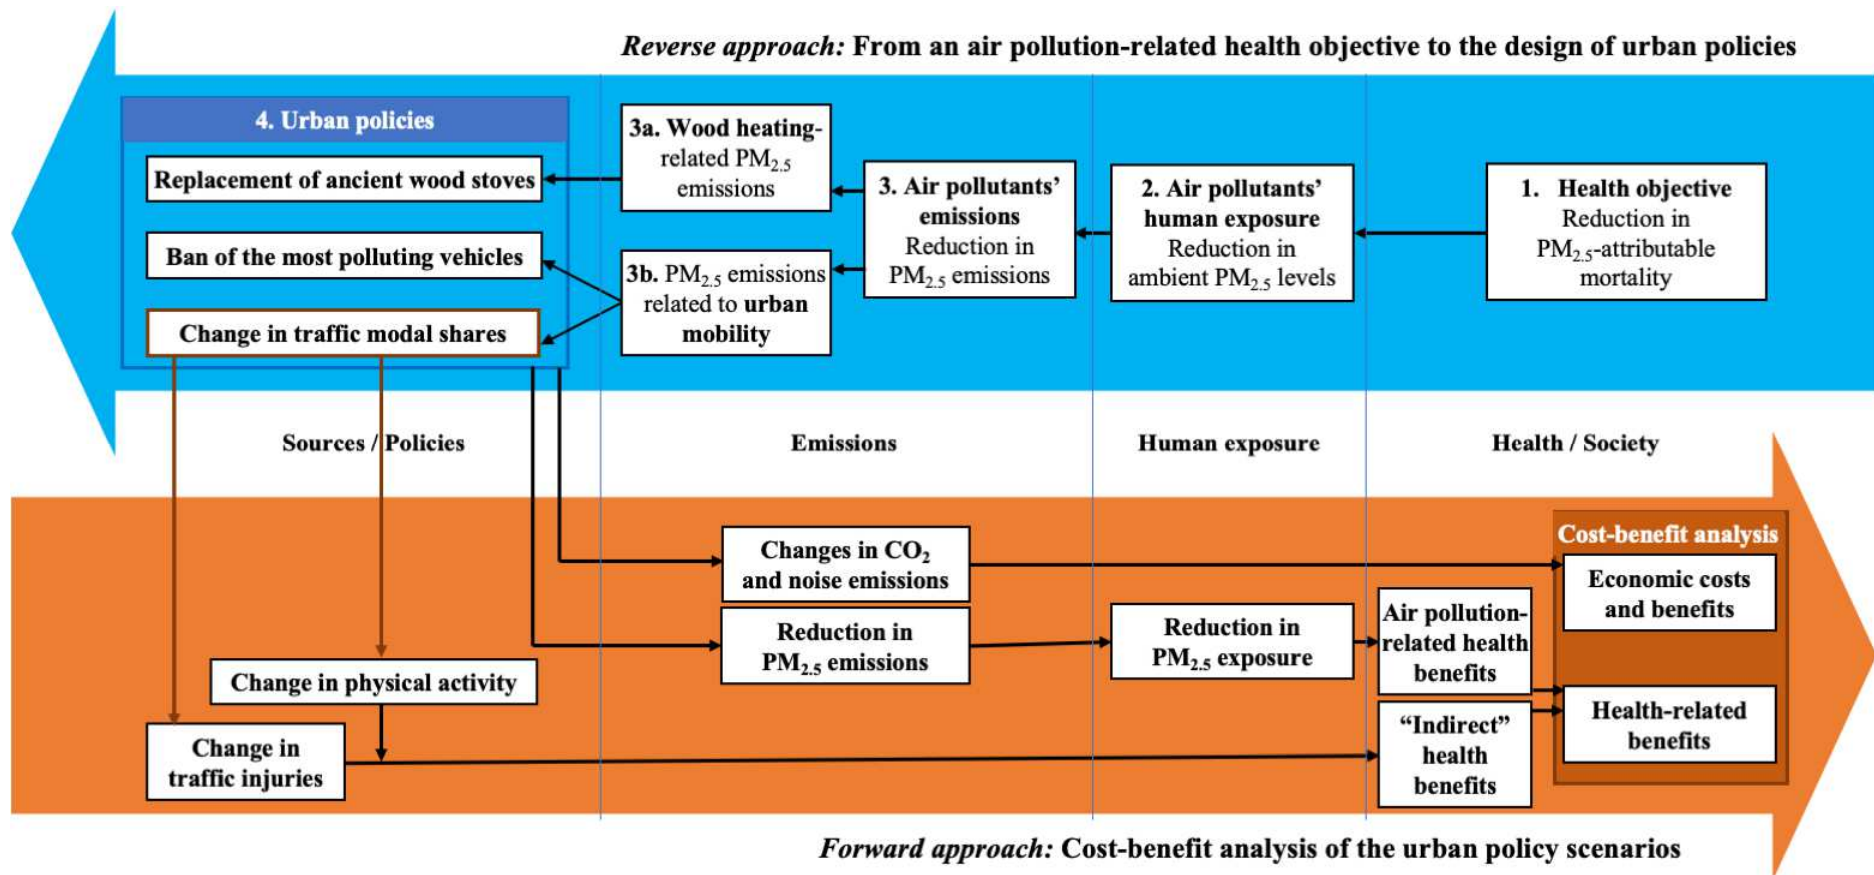 Reverse approach: From an air pollution-related health objective to the design of urban policies
4. Urban policies
Replacement of ancient wood stoves
Ban of the most polluting vehicles
Change in traffic modal shares
3a. Wood heating-
related PM2.5
emissions
3b. PM2.5 emissions
related to urban
mobility
3. Air pollutants’
emissions
Reduction in
PM2.5 emissions
2. Air pollutants’
human exposure
Reduction in
ambient PM2.5 levels
1. Health objective
Reduction in
PM2.5-attributable
mortality
Sources / Policies
Emissions
Human exposure
Health / Society
Changes in CO2
and noise emissions
Reduction in
PM2.5 emissions
Change in physical activity
Change in
traffic injuries
Reduction in
PM2.5 exposure
Air pollution-
related health
benefits
“Indirect”
health
benefits
Cost-benefit analysis
Economic costs
and benefits
Health-related
benefits
Forward approach: Cost-benefit analysis of the urban policy scenarios